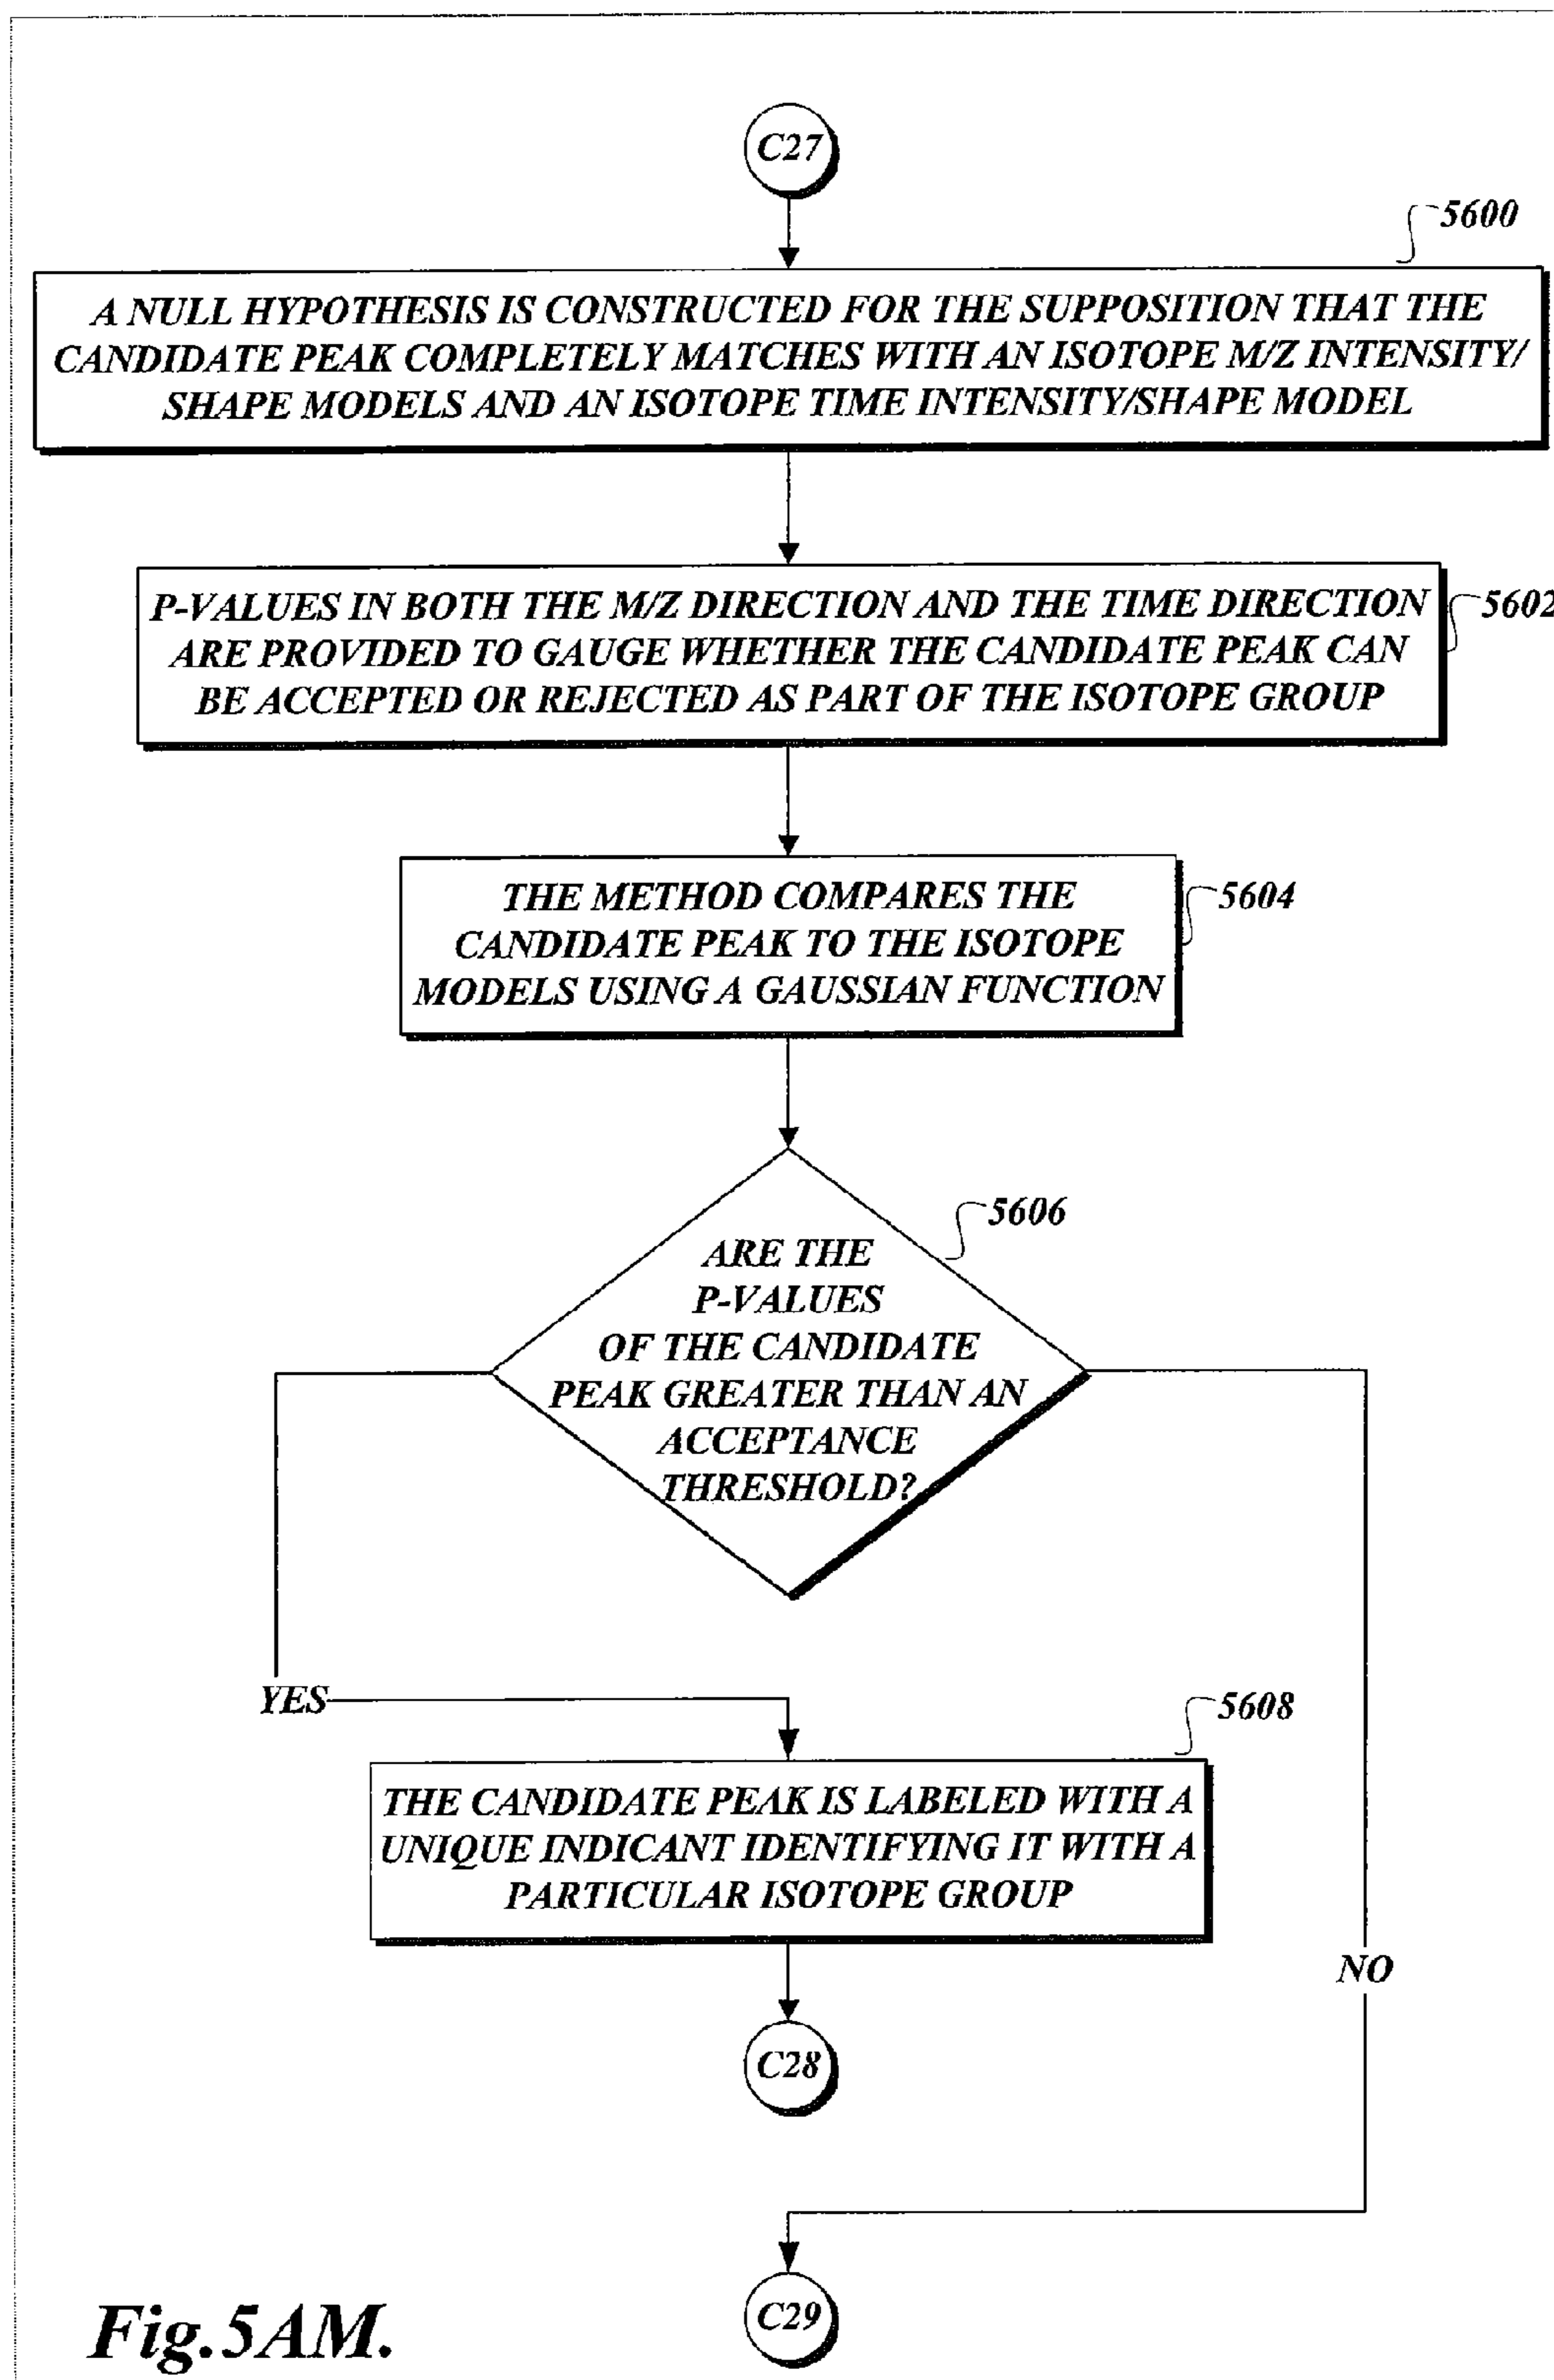 C27
5600
A NULL HYPOTHESIS IS CONSTRUCTED FOR THE SUPPOSITION THAT THE
CANDIDATE PEAK COMPLETELY MATCHES WITH AN ISOTOPE M/Z INTENSITY/
SHAPE MODELS AND AN ISOTOPE TIME INTENSITY/SHAPE MODEL
P-VALUES IN BOTH THE M/Z DIRECTION AND THE TIME DIRECTION
5602
ARE PROVIDED TO GAUGE WHETHER THE CANDIDATE PEAK CAN
BE ACCEPTED OR REJECTED AS PART OF THE ISOTOPE GROUP
THE METHOD COMPARES THE
5604
CANDIDATE PEAK TO THE ISOTOPE
MODELS USING A GAUSSIAN FUNCTION
5606
ARE THE
P-VALUES
OF THE CANDIDATE
PEAK GREATER THAN AN
ACCEPTANCE
THRESHOLD?
YES
5608
THE CANDIDATE PEAK IS LABELED WITH A
UNIQUE INDICANT IDENTIFYING IT WITH A
PARTICULAR ISOTOPE GROUP
NO
C28
C29
Fig.5AM.